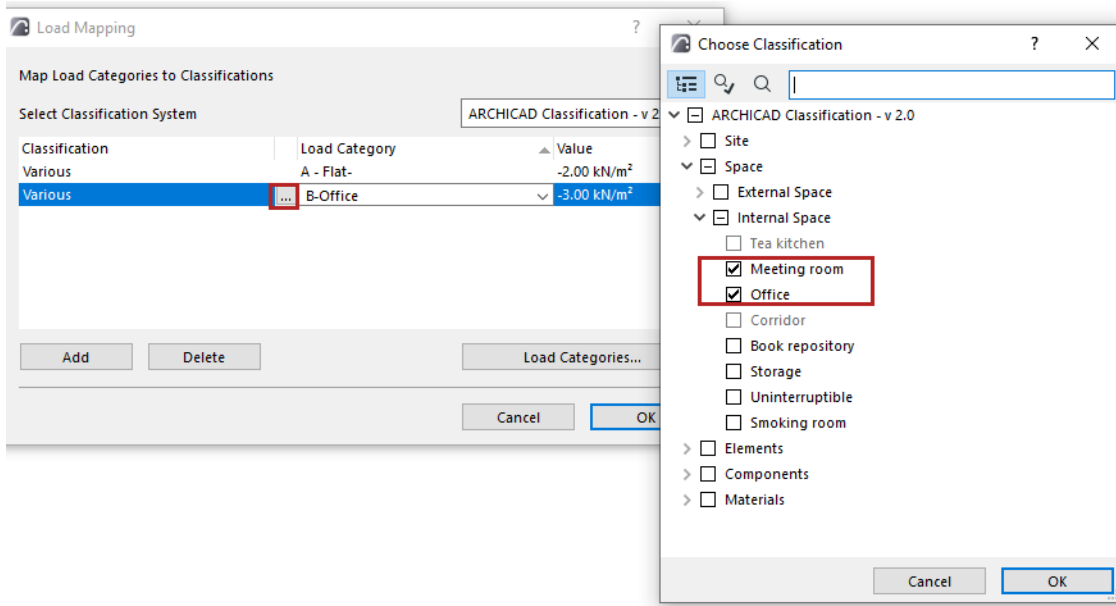 Load Mapping
?
Map Load Categories to Classifications
Select Classification System
ARCHICAD Classification - v 2
Classification Load Category Value
Various A - Flat- -2.00 kN/m²
Various ... B-Office -3.00 kN/m²
Add Delete Load Categories...
Cancel OK
Choose Classification
?
ARCHICAD Classification - v 2.0
Site
Space
External Space
Internal Space
Tea kitchen
Meeting room
Office
Corridor
Book repository
Storage
Uninterruptible
Smoking room
Elements
Components
Materials
Cancel OK